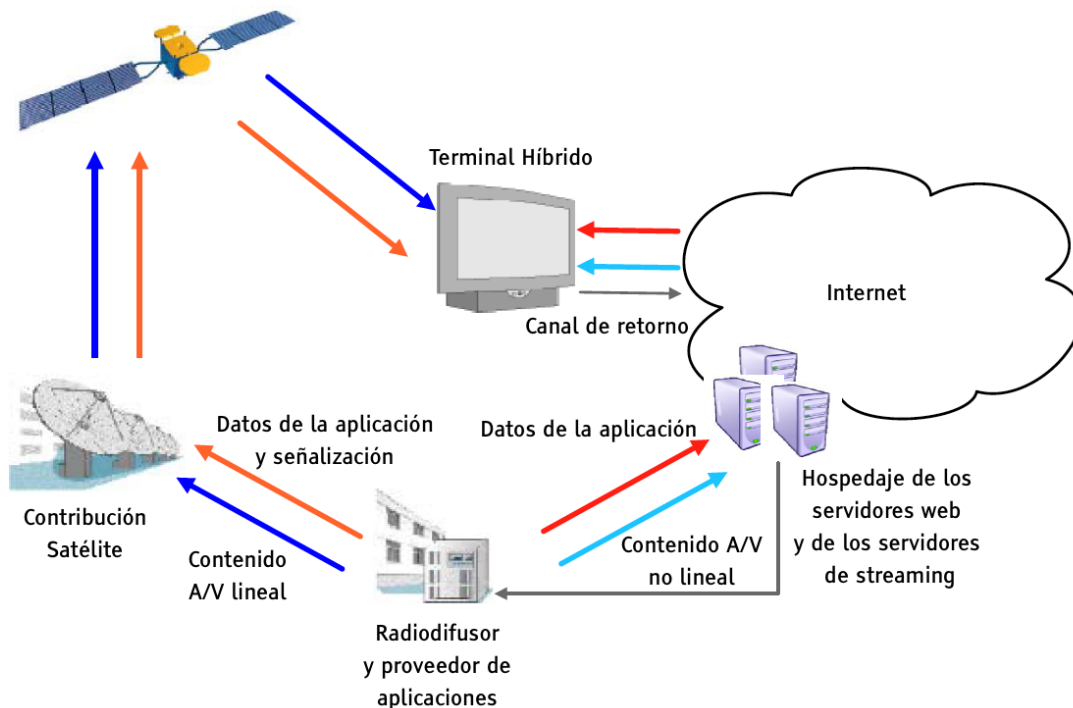 Terminal Híbrido
Internet
Canal de retorno
Datos de la aplicación
y señalización
Datos de la aplicación
Contribución
Satélite
Contenido
A/V lineal
Contenido A/V
no lineal
Hospedaje de los
servidores web
y de los servidores
de streaming
Radiodifusor
y proveedor de
aplicaciones